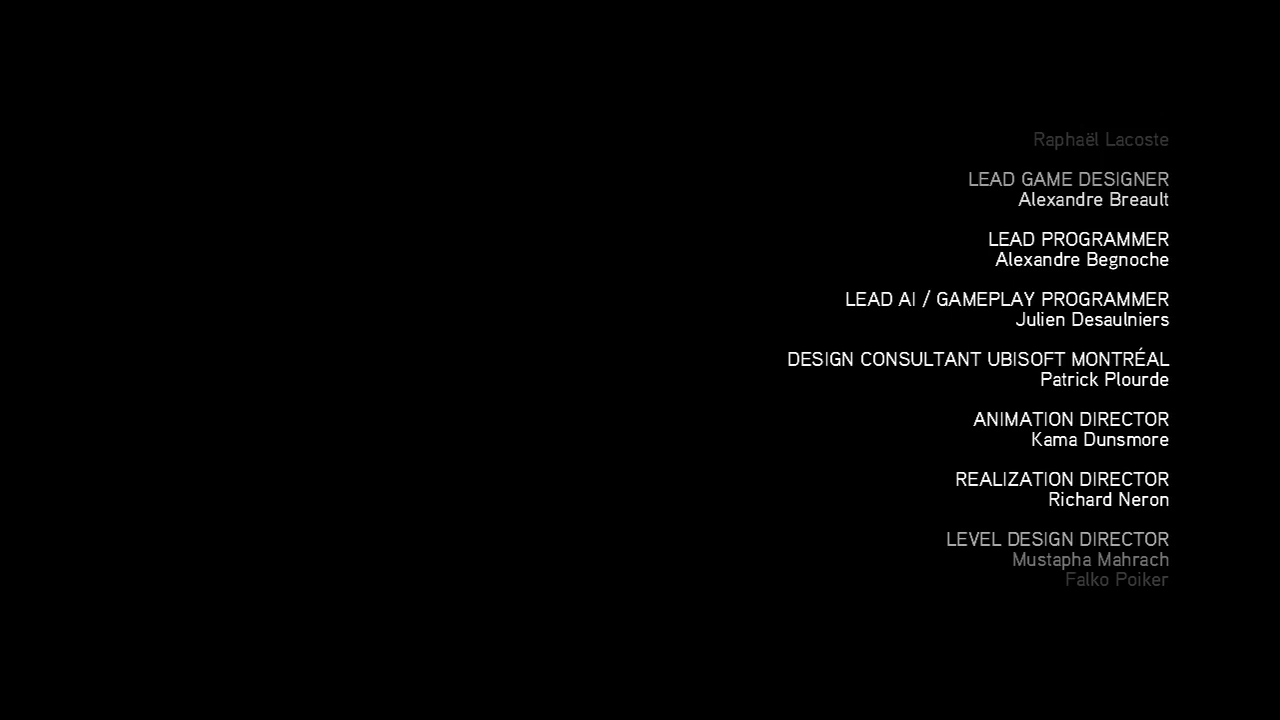 Raphaël Lacoste
LEAD GAME DESIGNER
Alexandre Breault
LEAD PROGRAMMER
Alexandre Begnoche
LEAD AI / GAMEPLAY PROGRAMMER
Julien Desaulniers
DESIGN CONSULTANT UBISOFT MONTRÉAL
Patrick Plourde
ANIMATION DIRECTOR
Kama Dunsmore
REALIZATION DIRECTOR
Richard Neron
LEVEL DESIGN DIRECTOR
Mustapha Mahrach
Falko Poiker